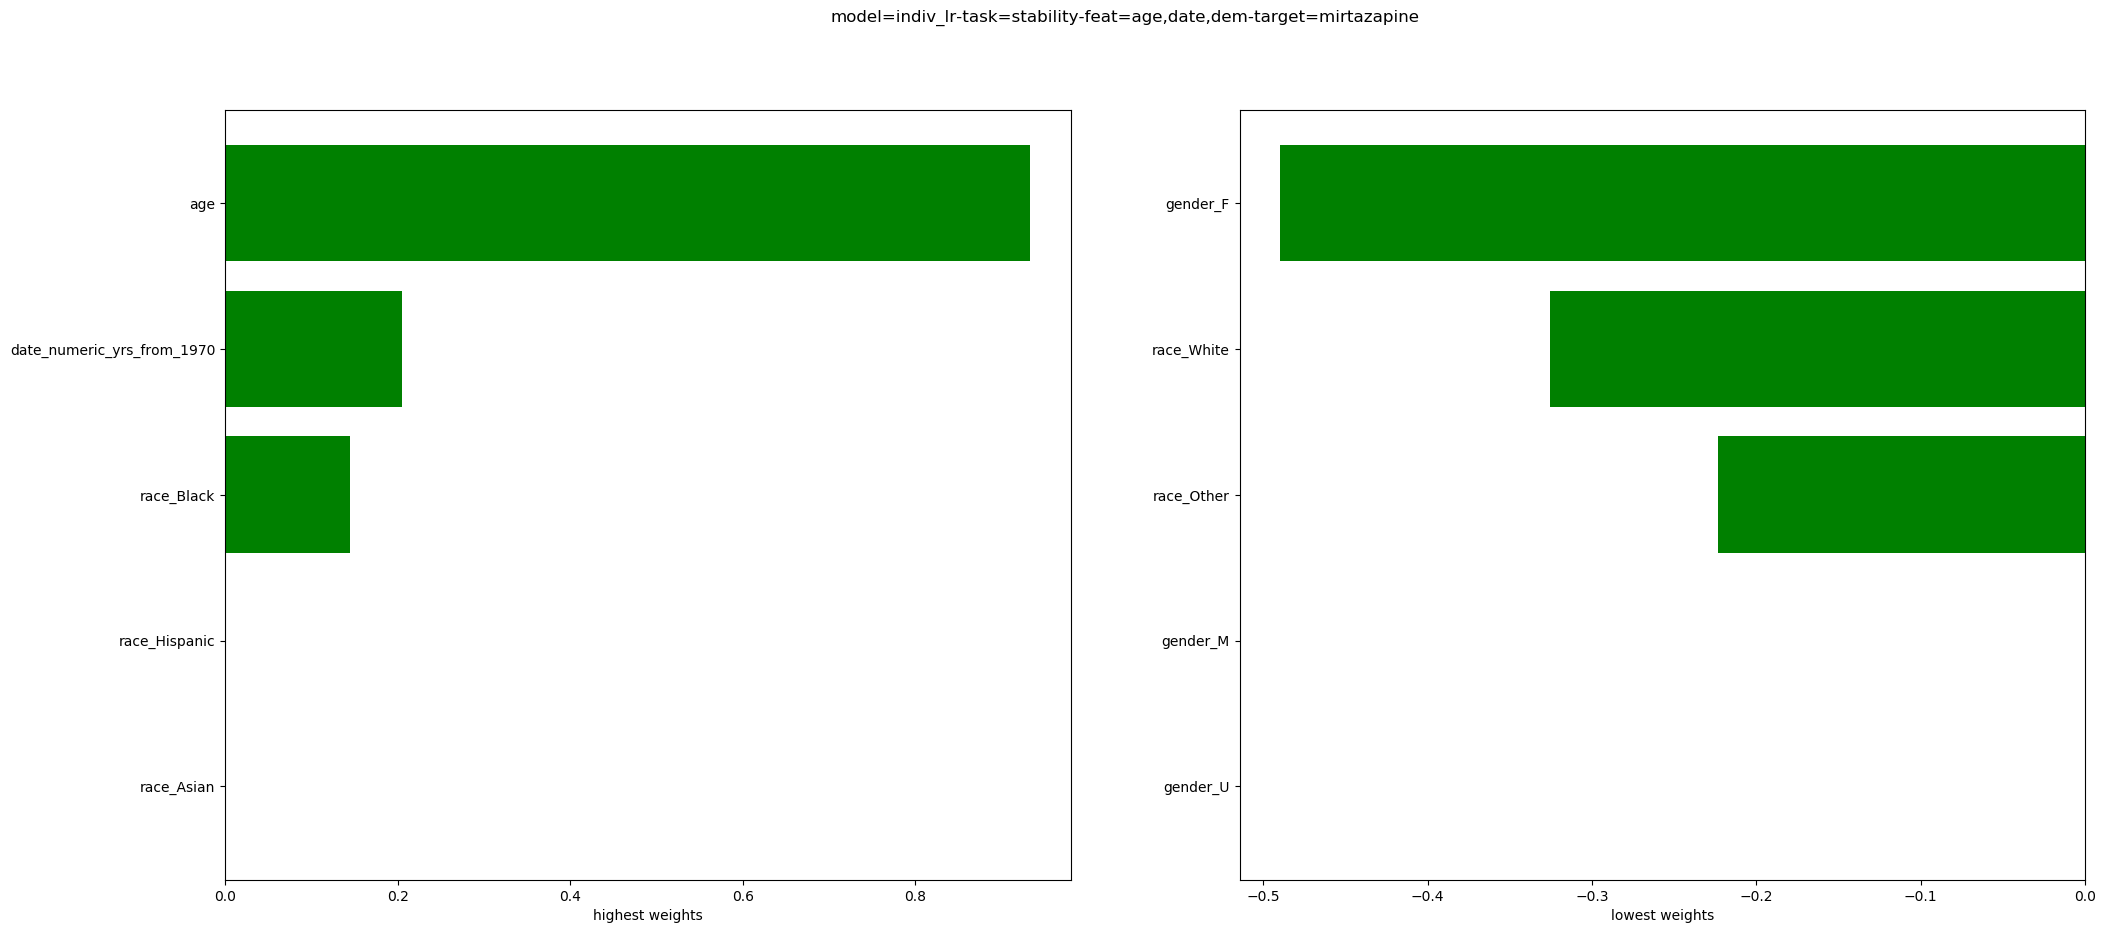 model=indiv_lr-task=stability-feat=age,date,dem-target=mirtazapine
age
date_numeric_yrs_from_1970
race_Black
race_Hispanic
race_Asian
0.0 0.2 0.4 0.6 0.8
highest weights
gender_F
race_White
race_Other
gender_M
gender_U
−0.5 −0.4 −0.3 −0.2 −0.1 0.0
lowest weights